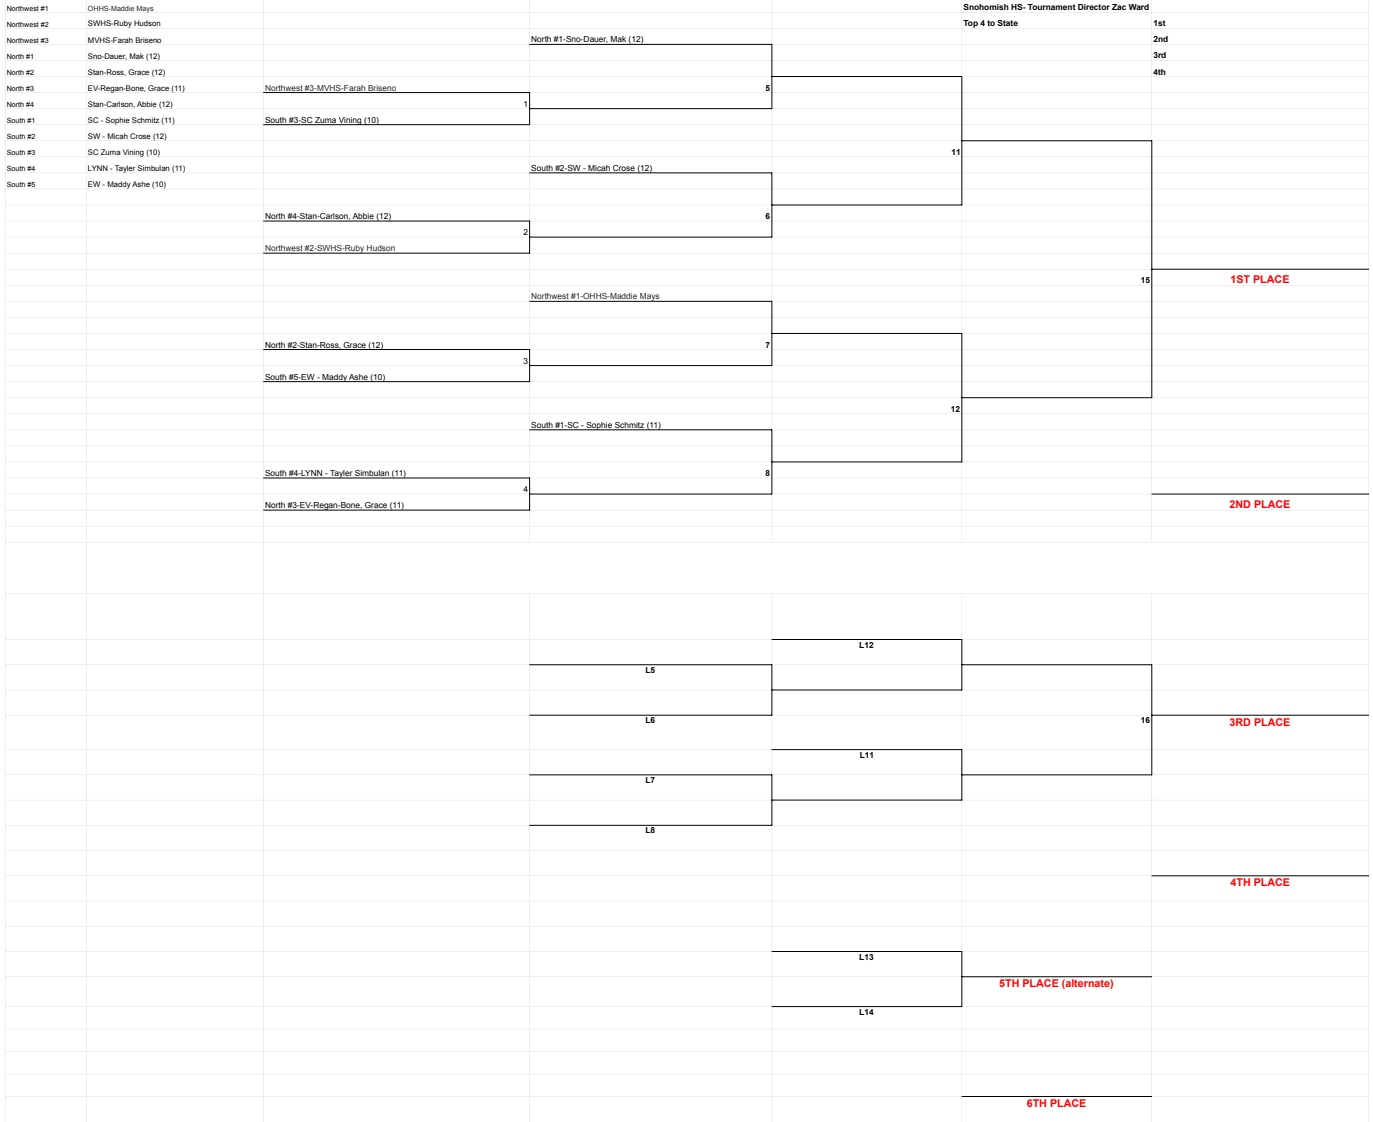 Northwest #1 OHHS-Maddie Mays Snohomish HS- Tournament Director Zac Ward
Northwest #2 SWHS-Ruby Hudson Top 4 to State 1st
Northwest #3 MVHS-Farah Briseno North #1-Sno-Dauer, Mak (12) 2nd
North #1 Sno-Dauer, Mak (12) 3rd
North #2 Stan-Ross, Grace (12) 4th
North #3 EV-Regan-Bone, Grace (11) Northwest #3-MVHS-Farah Briseno 5
North #4 Stan-Carlson, Abbie (12) 1
South #1 SC - Sophie Schmitz (11) South #3-SC Zuma Vining (10)
South #2 SW - Micah Crose (12)
South #3 SC Zuma Vining (10) 11
South #4 LYNN - Tayler Simbulan (11) South #2-SW - Micah Crose (12)
South #5 EW - Maddy Ashe (10)
North #4-Stan-Carlson, Abbie (12) 6
2
Northwest #2-SWHS-Ruby Hudson
15 1ST PLACE
Northwest #1-OHHS-Maddie Mays
North #2-Stan-Ross, Grace (12) 7
3
South #5-EW - Maddy Ashe (10)
12
South #1-SC - Sophie Schmitz (11)
South #4-LYNN - Tayler Simbulan (11) 8
4
North #3-EV-Regan-Bone, Grace (11) 2ND PLACE
L12
L5
L6 16 3RD PLACE
L11
L7
L8
4TH PLACE
L13
5TH PLACE (alternate)
L14
6TH PLACE